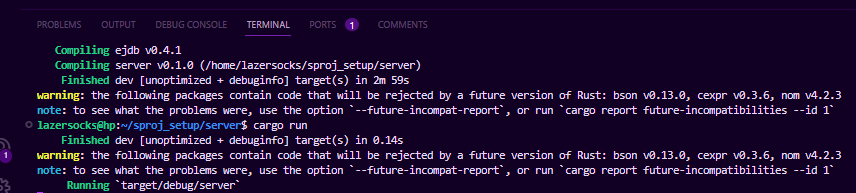 PROBLEMS OUTPUT DEBUG CONSOLE TERMINAL PORTS 1 COMMENTS
Compiling ejdb v0.4.1
Compiling server v0.1.0 (/home/lazersocks/sproj_setup/server)
Finished dev [unoptimized + debuginfo] target(s) in 2m 59s
warning: the following packages contain code that will be rejected by a future version of Rust: bson v0.13.0, cexpr v0.3.6, nom v4.2.3
note: to see what the problems were, use the option `--future-incompat-report`, or run `cargo report future-incompatibilities --id 1`
lazersocks@hp:~/sproj_setup/server$ cargo run
Finished dev [unoptimized + debuginfo] target(s) in 0.14s
warning: the following packages contain code that will be rejected by a future version of Rust: bson v0.13.0, cexpr v0.3.6, nom v4.2.3
1
note: to see what the problems were, use the option `--future-incompat-report`, or run `cargo report future-incompatibilities --id 1`
Running `target/debug/server`